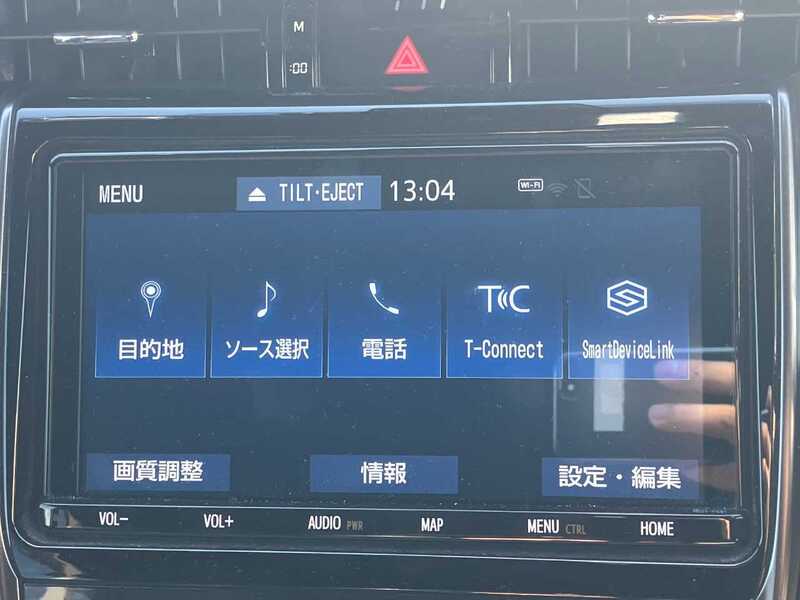 M
:00
MENU
TILT·EJECT
13:04
Wi-Fi
目的地
ソース選択
電話
T-Connect
SmartDeviceLink
画質調整
情報
設定・編集
VOL-
VOL+
AUDIO PWR
MAP
MENU CTRL
HOME